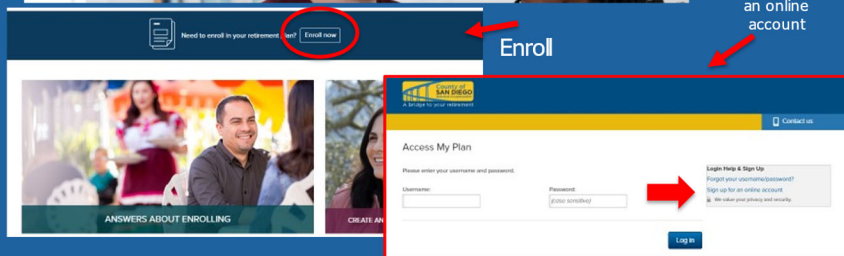 an online
account
Need to enroll in your retirement plan?
Enroll now
Enroll
ANSWERS ABOUT ENROLLING
CREATE AN
County of
SAN DIEGO
A bridge to your retirement
Contact us
Access My Plan
Please enter your username and password.
Username:
Password:
(case sensitive)
Log in
Login Help & Sign Up
Forgot your username/password?
Sign up for an online account
We value your privacy and security.